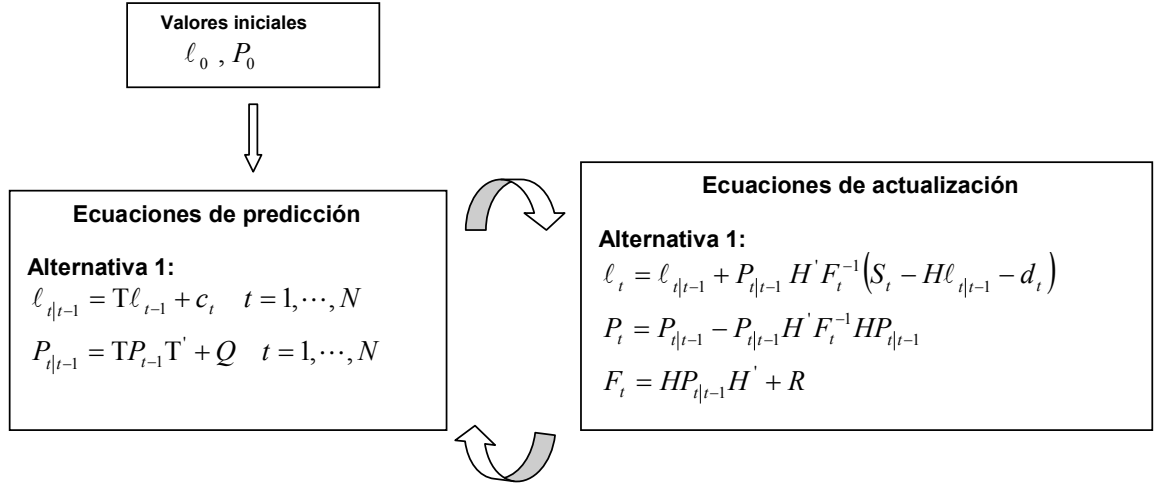 Valores iniciales
ℓ₀ , P₀
Ecuaciones de predicción
Alternativa 1:
ℓ_{t|t−1} = Τℓ_{t−1} + c_t    t = 1,⋯,N
P_{t|t−1} = ΤP_{t−1}Τ' + Q    t = 1,⋯,N
Ecuaciones de actualización
Alternativa 1:
ℓ_t = ℓ_{t|t−1} + P_{t|t−1} H' F_t^{−1}(S_t − Hℓ_{t|t−1} − d_t)
P_t = P_{t|t−1} − P_{t|t−1} H' F_t^{−1} HP_{t|t−1}
F_t = HP_{t|t−1} H' + R